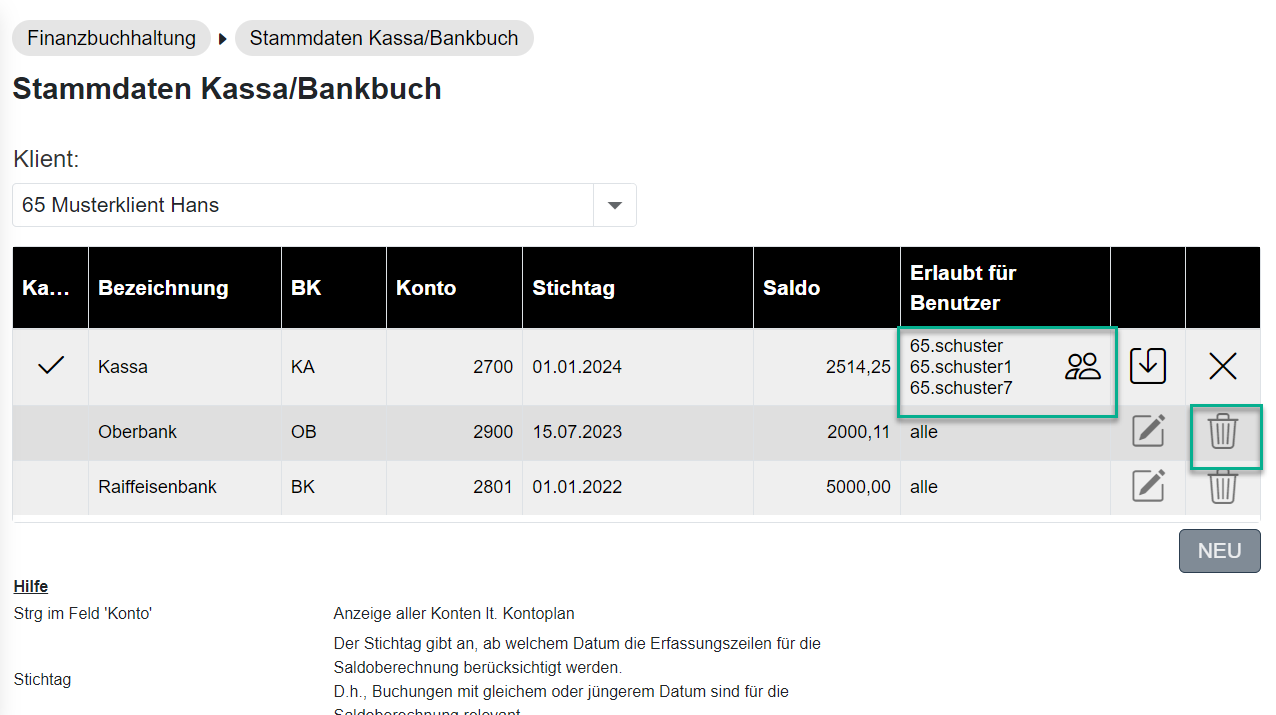 Finanzbuchhaltung Stammdaten Kassa/Bankbuch
Stammdaten Kassa/Bankbuch
Klient:
65 Musterklient Hans
Ka... Bezeichnung BK Konto Stichtag Saldo Erlaubt für
Benutzer
Kassa KA 2700 01.01.2024 2514,25 65.schuster
65.schuster1
65.schuster7
Oberbank OB 2900 15.07.2023 2000,11 alle
Raiffeisenbank BK 2801 01.01.2022 5000,00 alle
NEU
Hilfe
Strg im Feld 'Konto' Anzeige aller Konten lt. Kontoplan
Der Stichtag gibt an, ab welchem Datum die Erfassungszeilen für die
Saldoberechnung berücksichtigt werden.
Stichtag
D.h., Buchungen mit gleichem oder jüngerem Datum sind für die
Saldoberechnung relevant